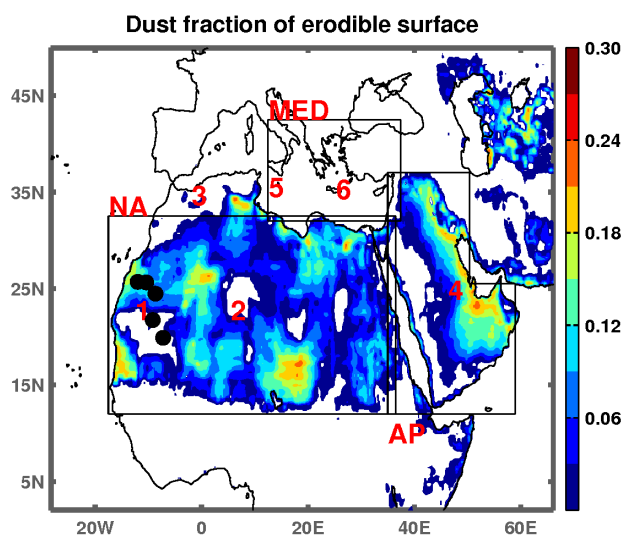 Dust fraction of erodible surface
0.30
45N
MED
0.24
3
5
6
35N
NA
0.18
25N
4
1
2
0.12
15N
AP
0.06
5N
20W
0
20E
40E
60E